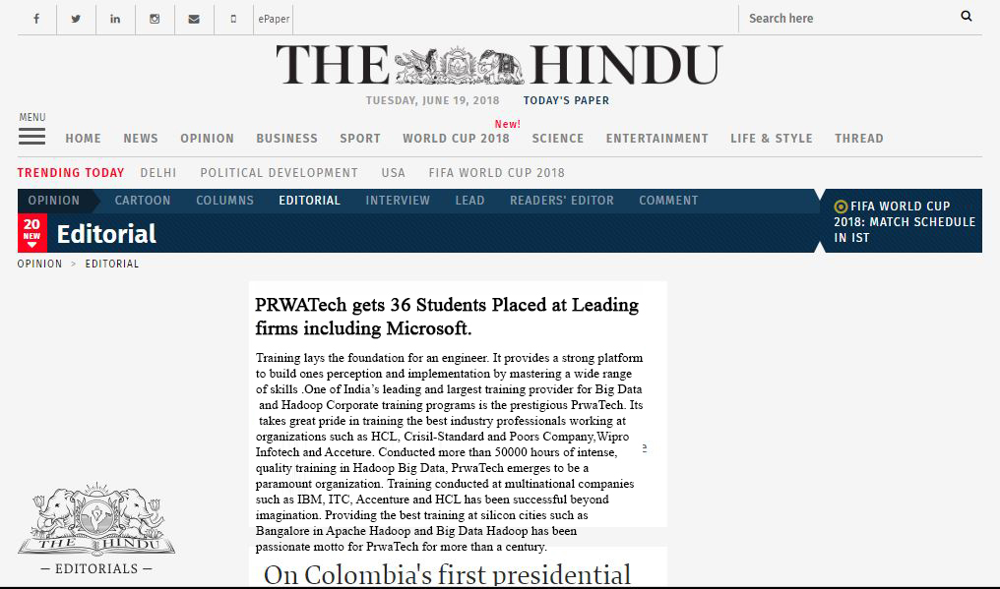 ePaper
Search here
THE HINDU
TUESDAY, JUNE 19, 2018 TODAY'S PAPER
MENU
New!
HOME NEWS OPINION BUSINESS SPORT WORLD CUP 2018 SCIENCE ENTERTAINMENT LIFE & STYLE THREAD
TRENDING TODAY DELHI POLITICAL DEVELOPMENT USA FIFA WORLD CUP 2018
OPINION CARTOON COLUMNS EDITORIAL INTERVIEW LEAD READERS' EDITOR COMMENT
20
NEW
Editorial
FIFA WORLD CUP
2018: MATCH SCHEDULE
IN IST
OPINION > EDITORIAL
PRWATech gets 36 Students Placed at Leading
firms including Microsoft.
Training lays the foundation for an engineer. It provides a strong platform
to build ones perception and implementation by mastering a wide range
of skills .One of India's leading and largest training provider for Big Data
and Hadoop Corporate training programs is the prestigious PrwaTech. Its
takes great pride in training the best industry professionals working at
organizations such as HCL, Crisil-Standard and Poors Company,Wipro
Infotech and Acceture. Conducted more than 50000 hours of intense,
quality training in Hadoop Big Data, PrwaTech emerges to be a
paramount organization. Training conducted at multinational companies
such as IBM, ITC, Accenture and HCL has been successful beyond
imagination. Providing the best training at silicon cities such as
Bangalore in Apache Hadoop and Big Data Hadoop has been
passionate motto for PrwaTech for more than a century.
THE HINDU
— EDITORIALS —
On Colombia's first presidential